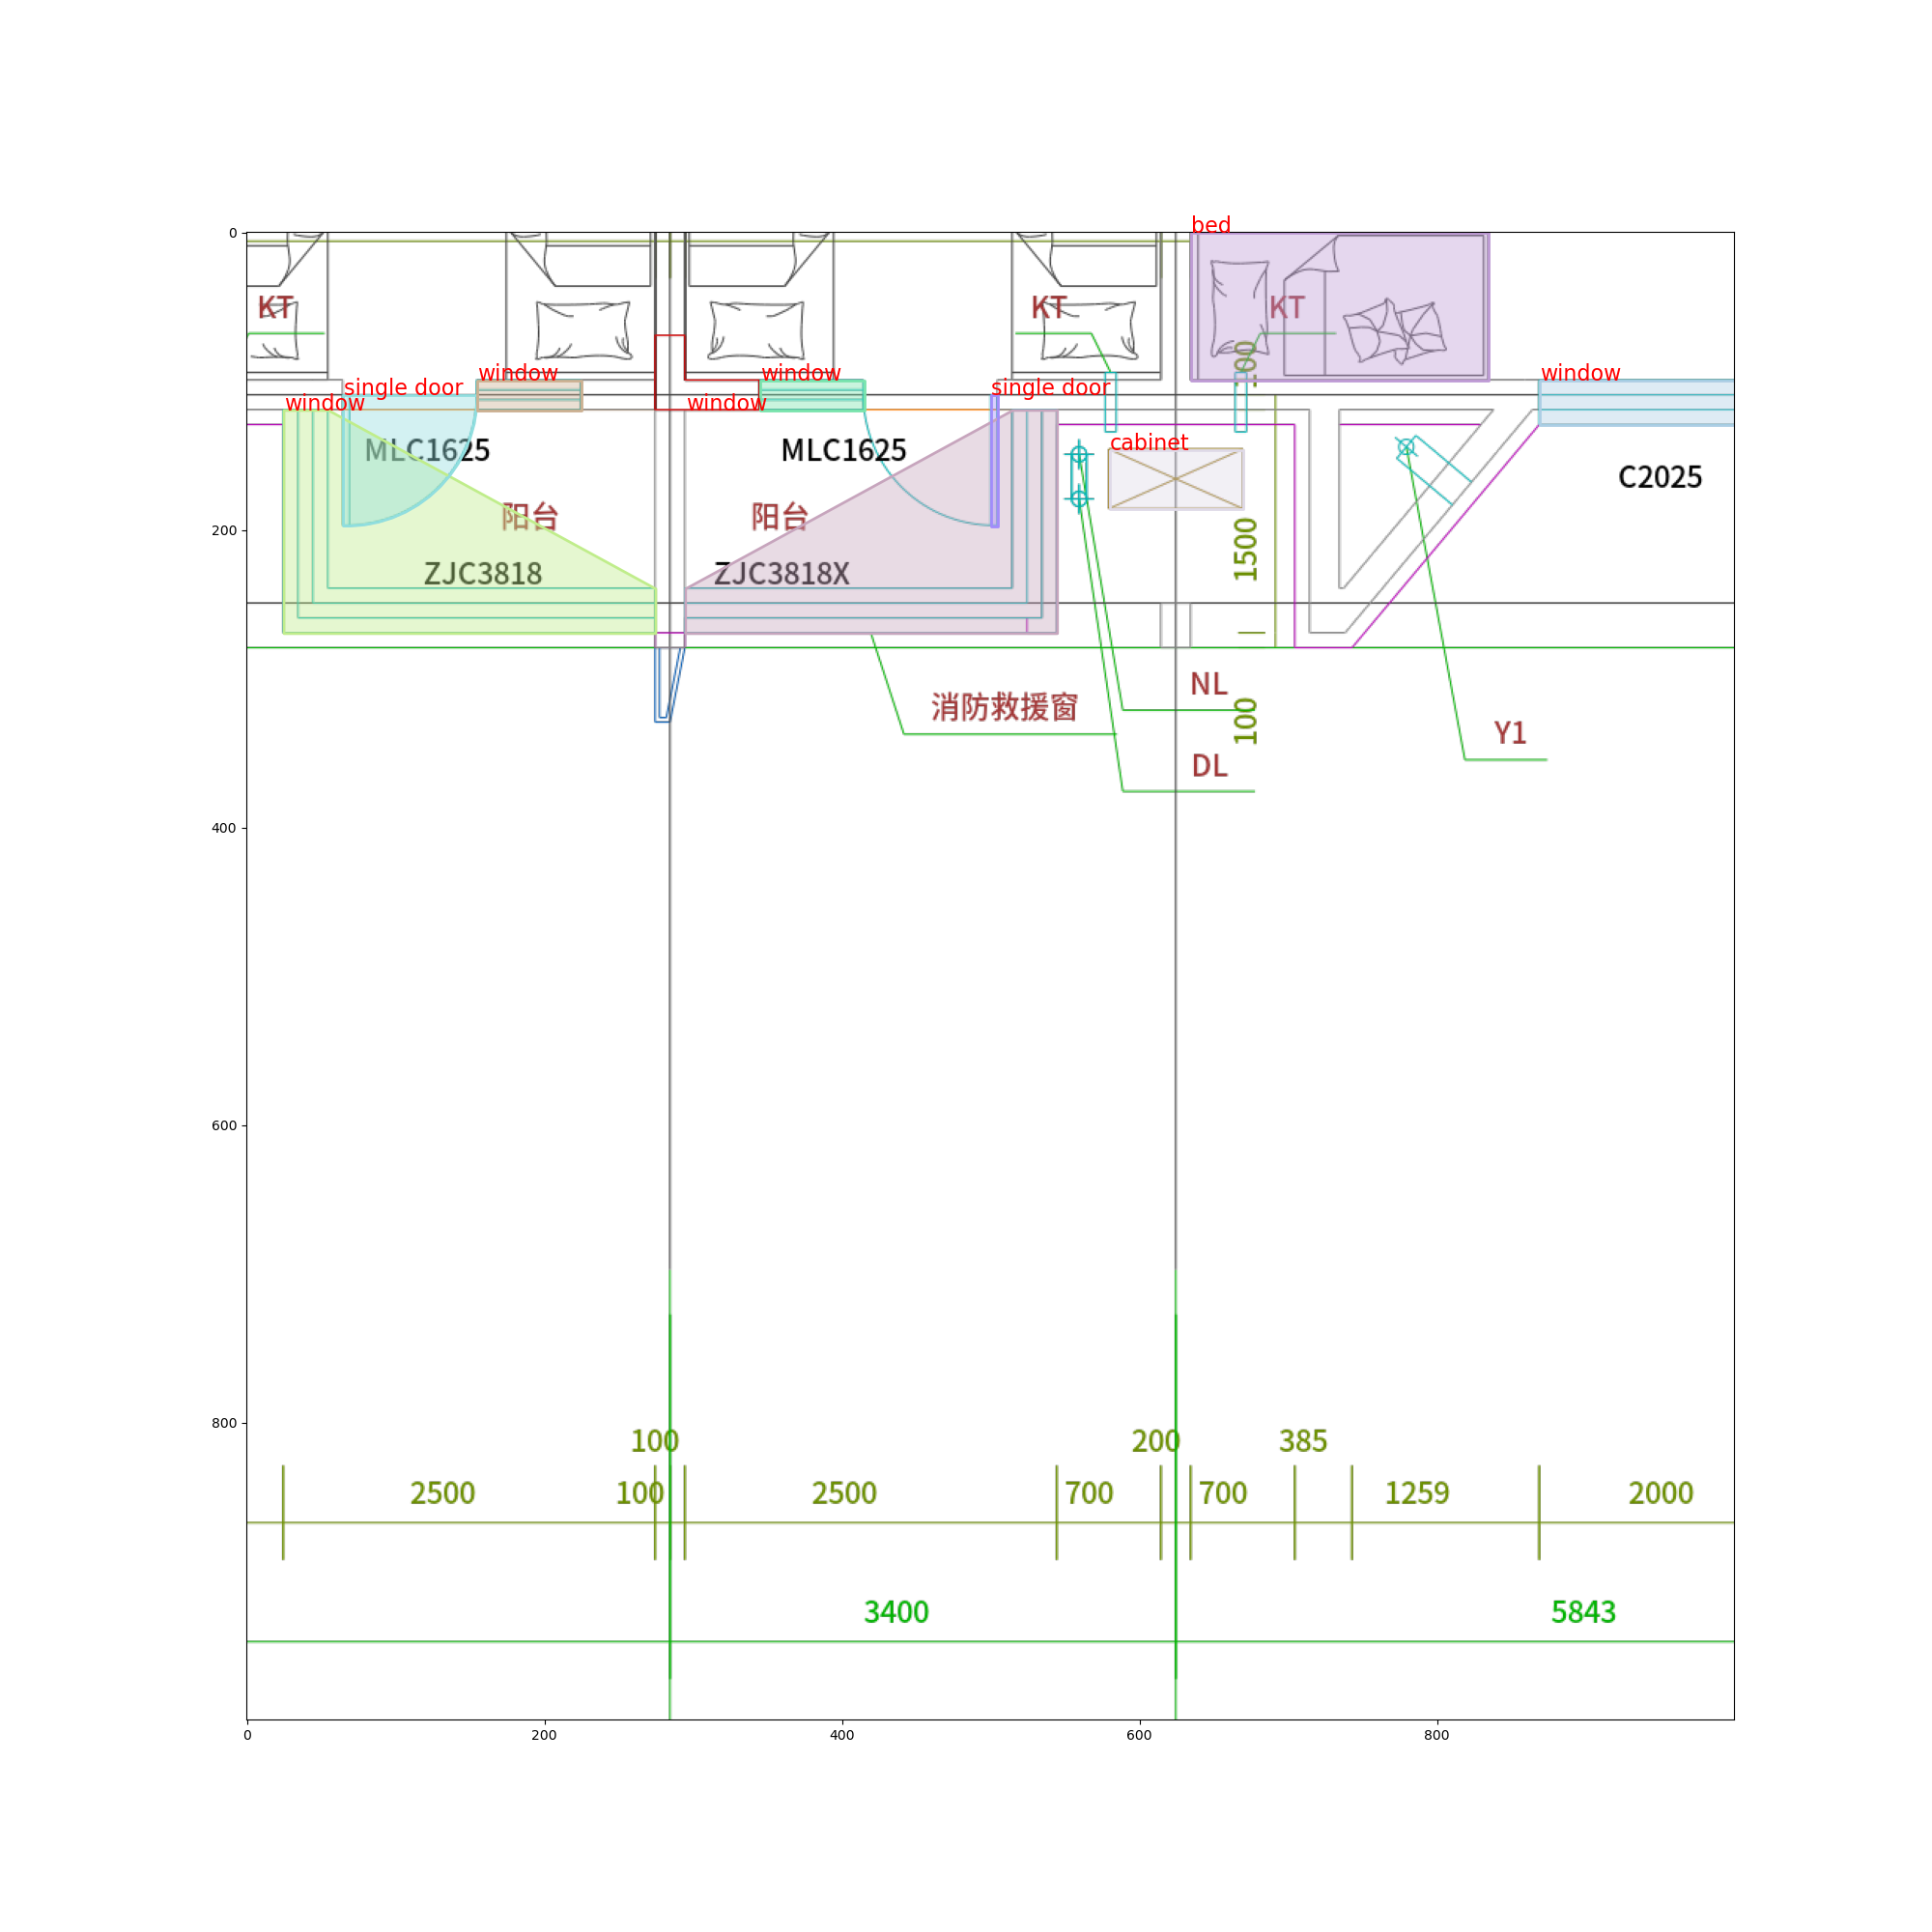 bed
0
KT
KT
KT
100
window
window
window
single door
single door
window
window
cabinet
MLC1625
MLC1625
C2025
200
阳台
阳台
1500
ZJC3818
ZJC3818X
消防救援窗
NL
100
Y1
DL
400
600
800
100
200
385
2500
100
2500
700
700
1259
2000
3400
5843
0
200
400
600
800